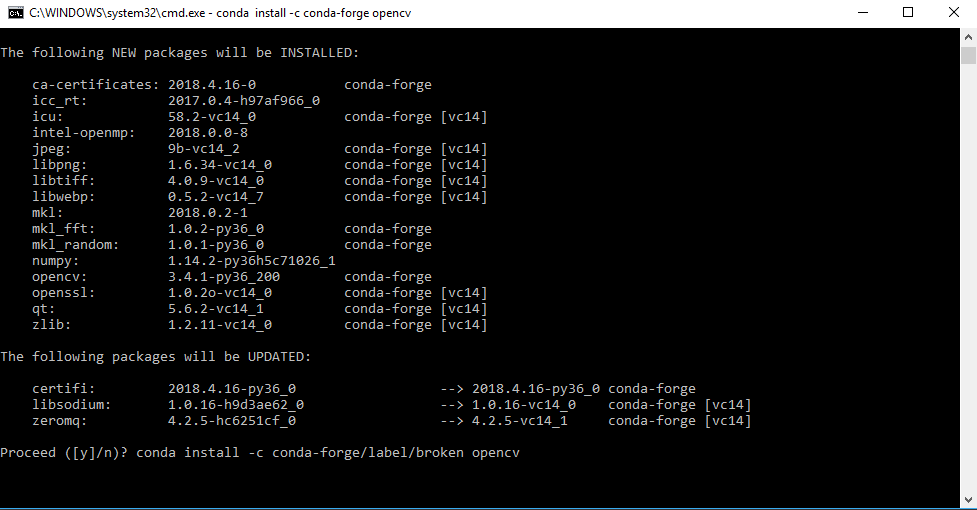 C:\WINDOWS\system32\cmd.exe - conda  install -c conda-forge opencv
The following NEW packages will be INSTALLED:
ca-certificates: 2018.4.16-0           conda-forge
icc_rt:          2017.0.4-h97af966_0
icu:             58.2-vc14_0           conda-forge [vc14]
intel-openmp:    2018.0.0-8
jpeg:            9b-vc14_2             conda-forge [vc14]
libpng:          1.6.34-vc14_0         conda-forge [vc14]
libtiff:         4.0.9-vc14_0          conda-forge [vc14]
libwebp:         0.5.2-vc14_7          conda-forge [vc14]
mkl:             2018.0.2-1
mkl_fft:         1.0.2-py36_0          conda-forge
mkl_random:      1.0.1-py36_0          conda-forge
numpy:           1.14.2-py36h5c71026_1
opencv:          3.4.1-py36_200        conda-forge
openssl:         1.0.2o-vc14_0         conda-forge [vc14]
qt:              5.6.2-vc14_1          conda-forge [vc14]
zlib:            1.2.11-vc14_0         conda-forge [vc14]
The following packages will be UPDATED:
certifi:         2018.4.16-py36_0                  --> 2018.4.16-py36_0 conda-forge
libsodium:       1.0.16-h9d3ae62_0                 --> 1.0.16-vc14_0    conda-forge [vc14]
zeromq:          4.2.5-hc6251cf_0                  --> 4.2.5-vc14_1     conda-forge [vc14]
Proceed ([y]/n)? conda install -c conda-forge/label/broken opencv